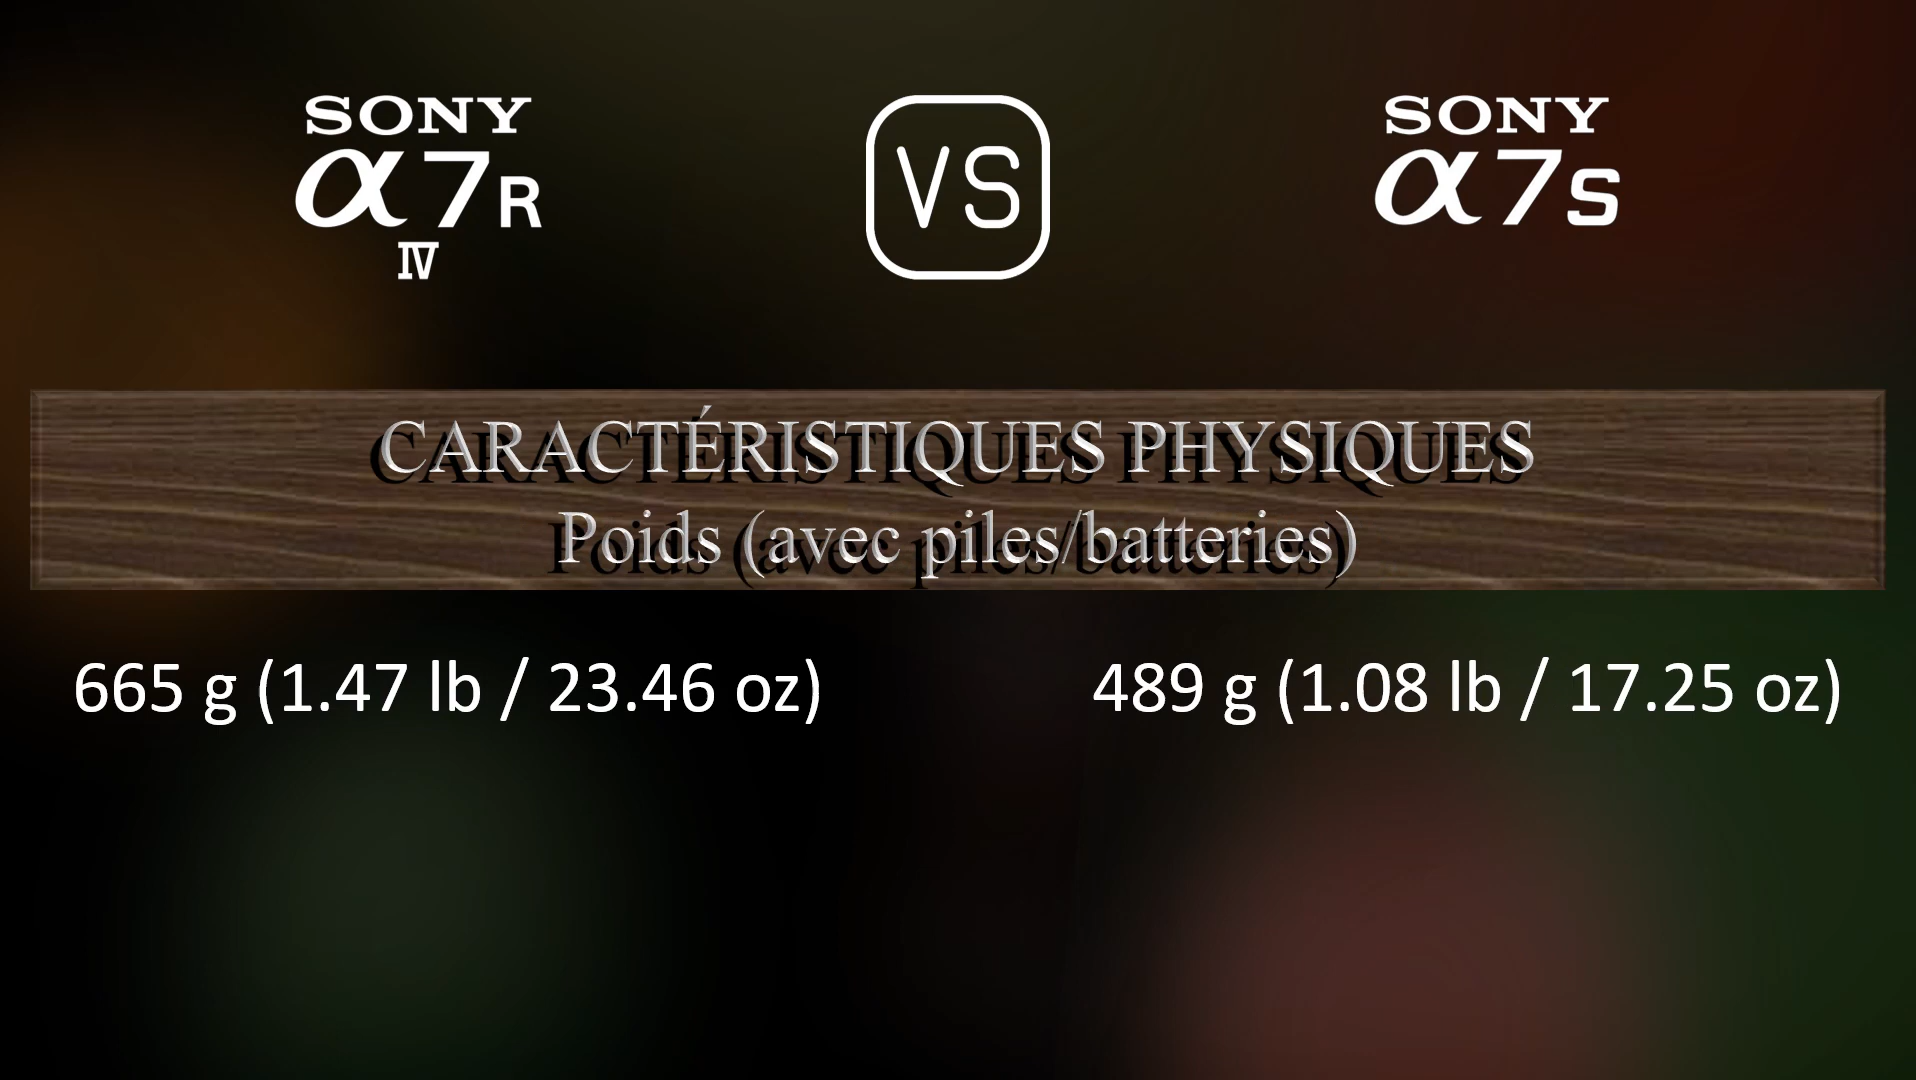 SONY
α7R
IV
VS
SONY
α7S
CARACTÉRISTIQUES PHYSIQUES
Poids (avec piles/batteries)
665 g (1.47 lb / 23.46 oz)
489 g (1.08 lb / 17.25 oz)